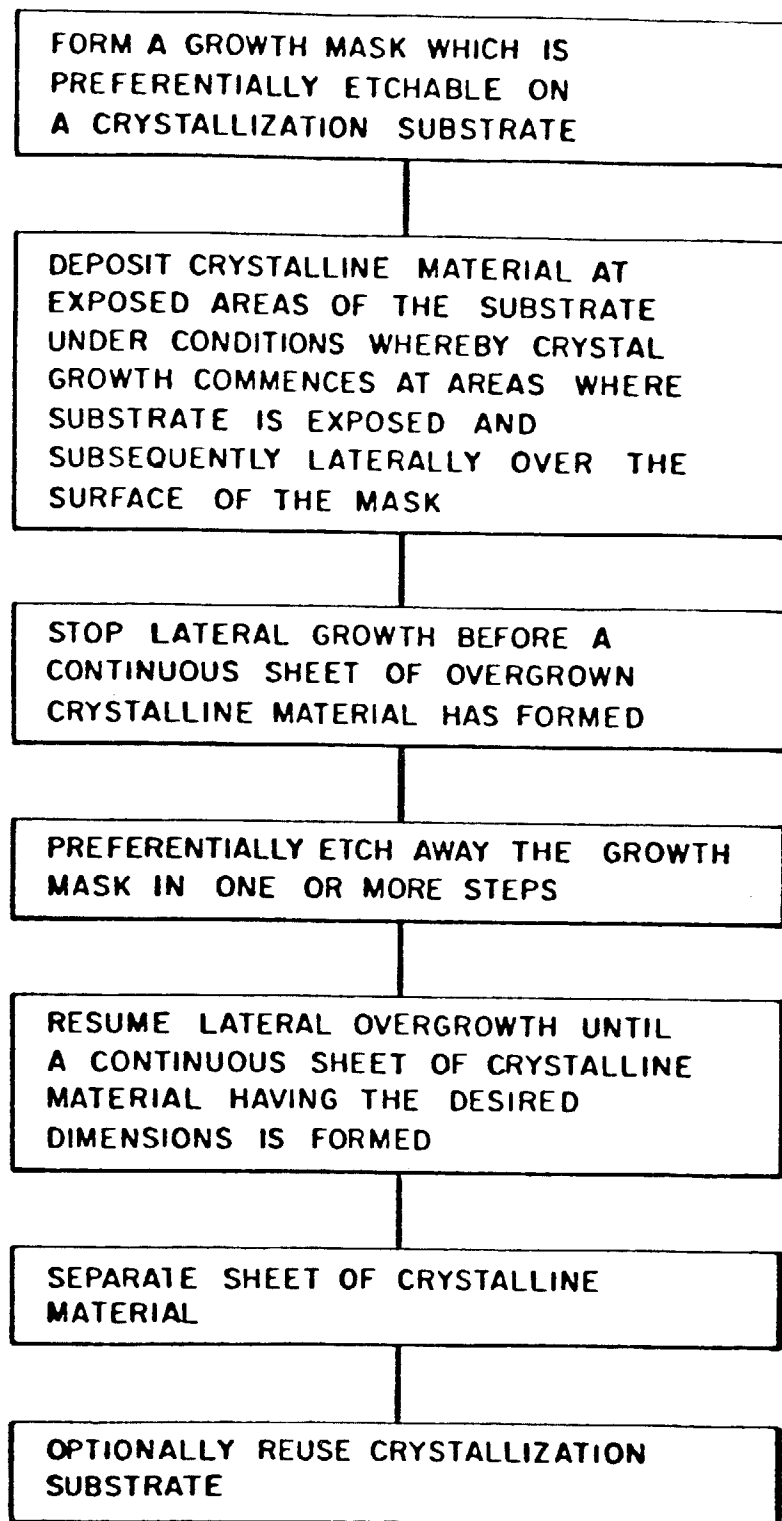 FORM A GROWTH MASK WHICH IS
PREFERENTIALLY ETCHABLE ON
A CRYSTALLIZATION SUBSTRATE
DEPOSIT CRYSTALLINE MATERIAL AT
EXPOSED AREAS OF THE SUBSTRATE
UNDER CONDITIONS WHEREBY CRYSTAL
GROWTH COMMENCES AT AREAS WHERE
SUBSTRATE IS EXPOSED AND
SUBSEQUENTLY LATERALLY OVER THE
SURFACE OF THE MASK
STOP LATERAL GROWTH BEFORE A
CONTINUOUS SHEET OF OVERGROWN
CRYSTALLINE MATERIAL HAS FORMED
PREFERENTIALLY ETCH AWAY THE GROWTH
MASK IN ONE OR MORE STEPS
RESUME LATERAL OVERGROWTH UNTIL
A CONTINUOUS SHEET OF CRYSTALLINE
MATERIAL HAVING THE DESIRED
DIMENSIONS IS FORMED
SEPARATE SHEET OF CRYSTALLINE
MATERIAL
OPTIONALLY REUSE CRYSTALLIZATION
SUBSTRATE